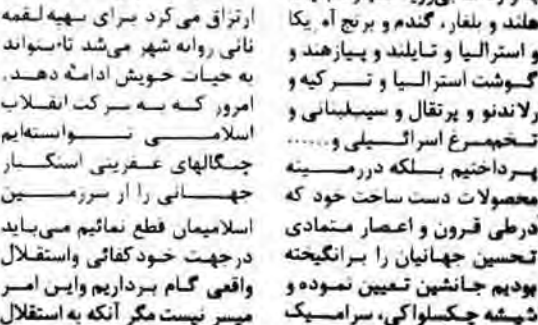 هلند و بلغار، گندم و برنج آمریکا
و استرالیا و تایلند و پیازهند و
گوشت استرالیا و ترکیه و
زلاندنو و پرتقال و سیب‌لبنانی و
تخم‌مرغ اسرائیلی و......
پرداختیم بلکه درزمینه
محصولات دست ساخت خود که
درطی قرون و اعصار متمادی
تحسین جهانیان را برانگیخته
بودیم جانشین تعیین نموده و
شیشه چکسلواکی، سرامیک
ارتزاق می‌کرد برای تهیه لقمه
نانی روانه شهر می‌شد تا بتواند
به حیات خویش ادامه دهد.
امروز که به برکت انقلاب
اسلامی توانسته‌ایم
چنگالهای عفریتی استکبار
جهانی را از سرزمین
اسلامیمان قطع نمائیم می‌باید
درجهت خودکفائی واستقلال
واقعی گام برداریم واین امر
میسر نیست مگر آنکه به استقلال